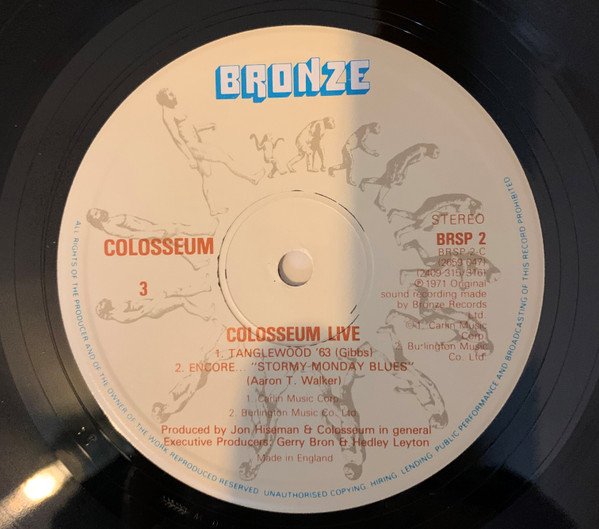 BRONZE
STEREO
BRSP 2
BRSP 2-C
(2659 047)
(2409 315/316)
℗ 1971 Original
sound recording made
by Bronze Records
Ltd.
©1. Carlin Music
Corp.
2. Burlington Music
Co. Ltd.
COLOSSEUM
3
COLOSSEUM LIVE
1. TANGLEWOOD '63 (Gibbs)
2. ENCORE... "STORMY MONDAY BLUES"
(Aaron T. Walker)
1. Carlin Music Corp.
2. Burlington Music Co. Ltd.
Produced by Jon Hiseman & Colosseum in general
Executive Producers: Gerry Bron & Hedley Leyton
Made in England
ALL RIGHTS OF THE PRODUCER AND OF THE OWNER OF THE WORK REPRODUCED RESERVED. UNAUTHORISED COPYING, HIRING, LENDING, PUBLIC PERFORMANCE AND BROADCASTING OF THIS RECORD PROHIBITED